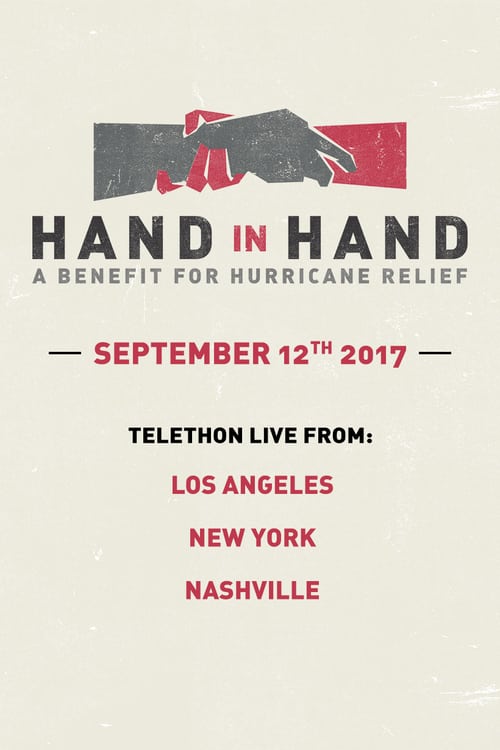 HAND IN HAND
A BENEFIT FOR HURRICANE RELIEF
SEPTEMBER 12TH 2017
TELETHON LIVE FROM:
LOS ANGELES
NEW YORK
NASHVILLE